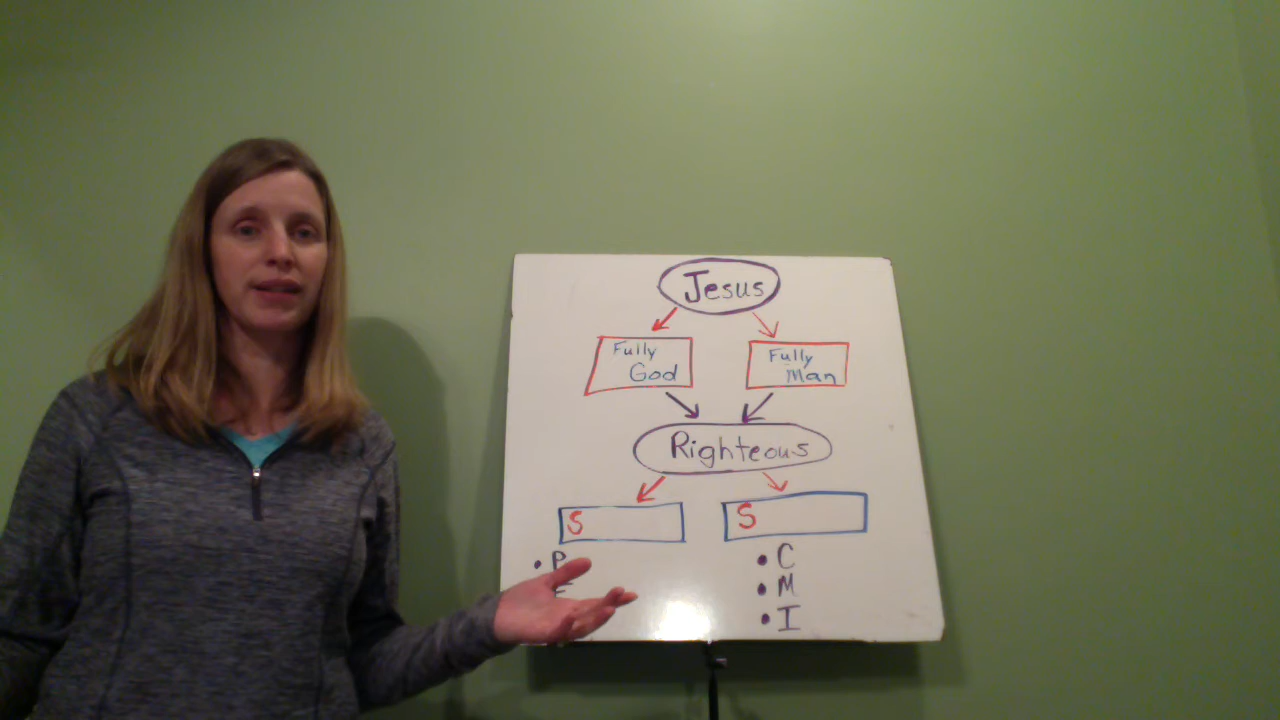 Jesus
Fully
God
Fully
Man
Righteous
S
S
• P
• C
• M
• I